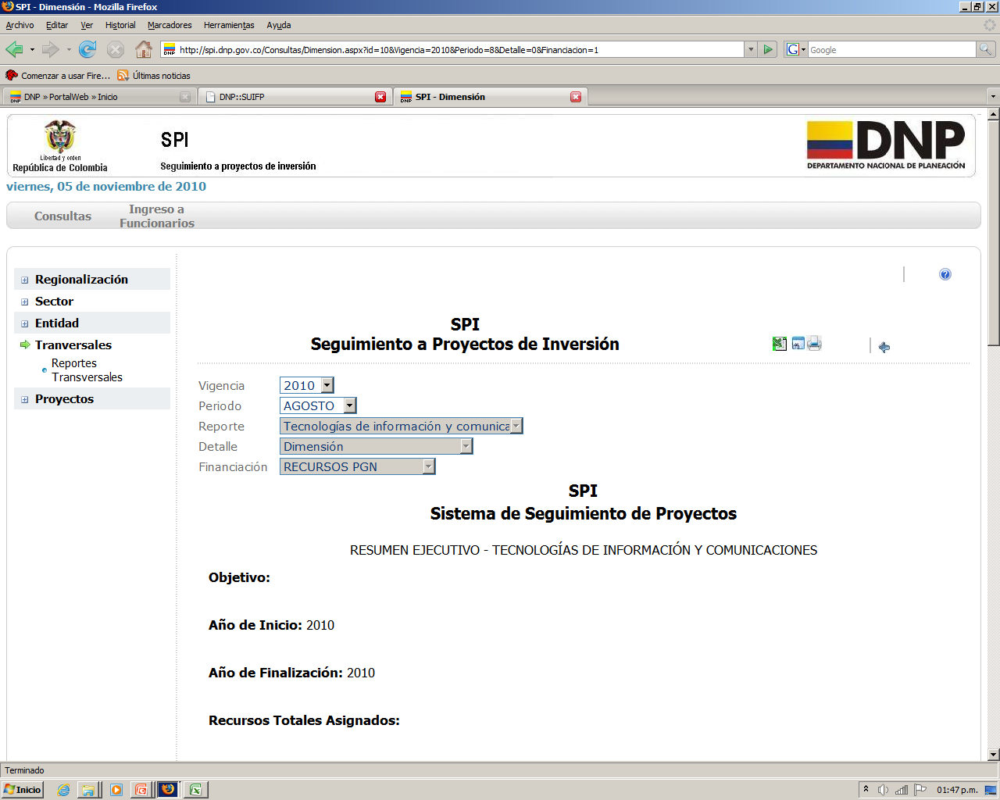 SPI - Dimensión - Mozilla Firefox
Archivo Editar Ver Historial Marcadores Herramientas Ayuda
http://spi.dnp.gov.co/Consultas/Dimension.aspx?id=10&Vigencia=2010&Periodo=8&Detalle=0&Financiacion=1
G Google
Comenzar a usar Fire... Últimas noticias
DNP » PortalWeb » Inicio DNP::SUIFP SPI - Dimensión
Libertad y orden
República de Colombia
SPI
Seguimiento a proyectos de inversión
DNP
DEPARTAMENTO NACIONAL DE PLANEACIÓN
viernes, 05 de noviembre de 2010
Consultas
Ingreso a
Funcionarios
Regionalización
Sector
Entidad
Tranversales
Reportes
Transversales
Proyectos
SPI
Seguimiento a Proyectos de Inversión
Vigencia 2010
Periodo AGOSTO
Reporte Tecnologías de información y comunica
Detalle Dimensión
Financiación RECURSOS PGN
SPI
Sistema de Seguimiento de Proyectos
RESUMEN EJECUTIVO - TECNOLOGÍAS DE INFORMACIÓN Y COMUNICACIONES
Objetivo:
Año de Inicio: 2010
Año de Finalización: 2010
Recursos Totales Asignados:
Terminado
Inicio 01:47 p.m.